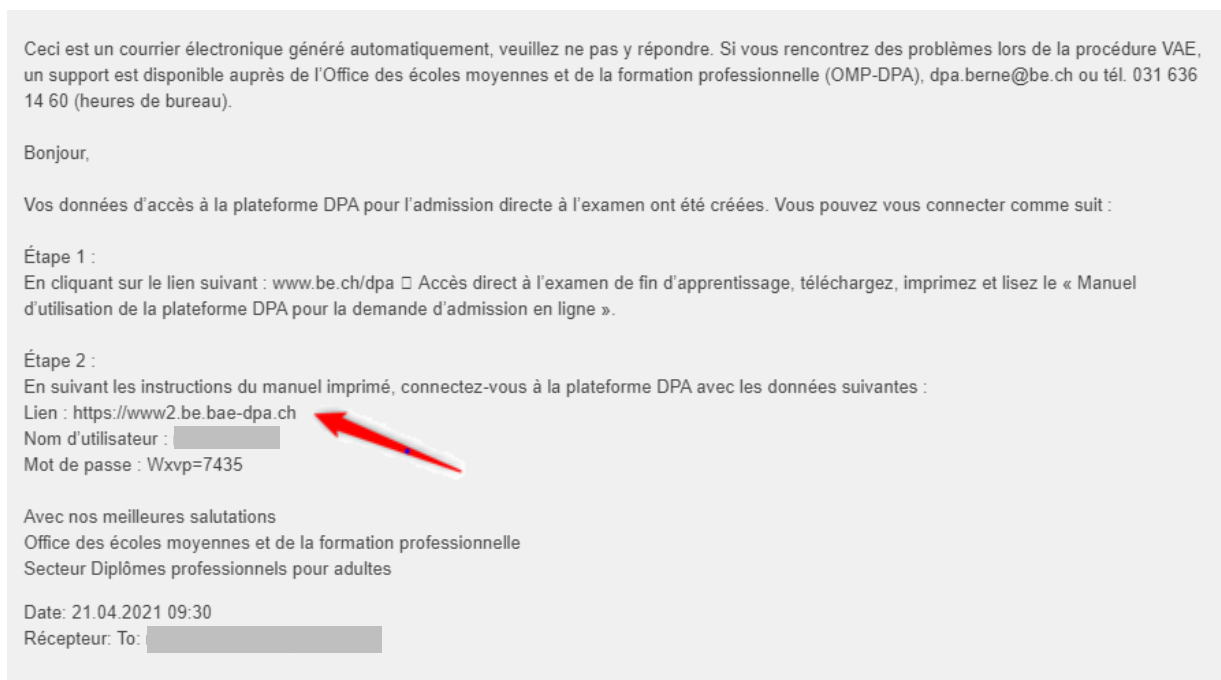 Ceci est un courrier électronique généré automatiquement, veuillez ne pas y répondre. Si vous rencontrez des problèmes lors de la procédure VAE,
un support est disponible auprès de l'Office des écoles moyennes et de la formation professionnelle (OMP-DPA), dpa.berne@be.ch ou tél. 031 636
14 60 (heures de bureau).
Bonjour,
Vos données d'accès à la plateforme DPA pour l'admission directe à l'examen ont été créées. Vous pouvez vous connecter comme suit :
Étape 1 :
En cliquant sur le lien suivant : www.be.ch/dpa □ Accès direct à l'examen de fin d'apprentissage, téléchargez, imprimez et lisez le « Manuel
d'utilisation de la plateforme DPA pour la demande d'admission en ligne ».
Étape 2 :
En suivant les instructions du manuel imprimé, connectez-vous à la plateforme DPA avec les données suivantes :
Lien : https://www2.be.bae-dpa.ch
Nom d'utilisateur :
Mot de passe : Wxvp=7435
Avec nos meilleures salutations
Office des écoles moyennes et de la formation professionnelle
Secteur Diplômes professionnels pour adultes
Date: 21.04.2021 09:30
Récepteur: To: